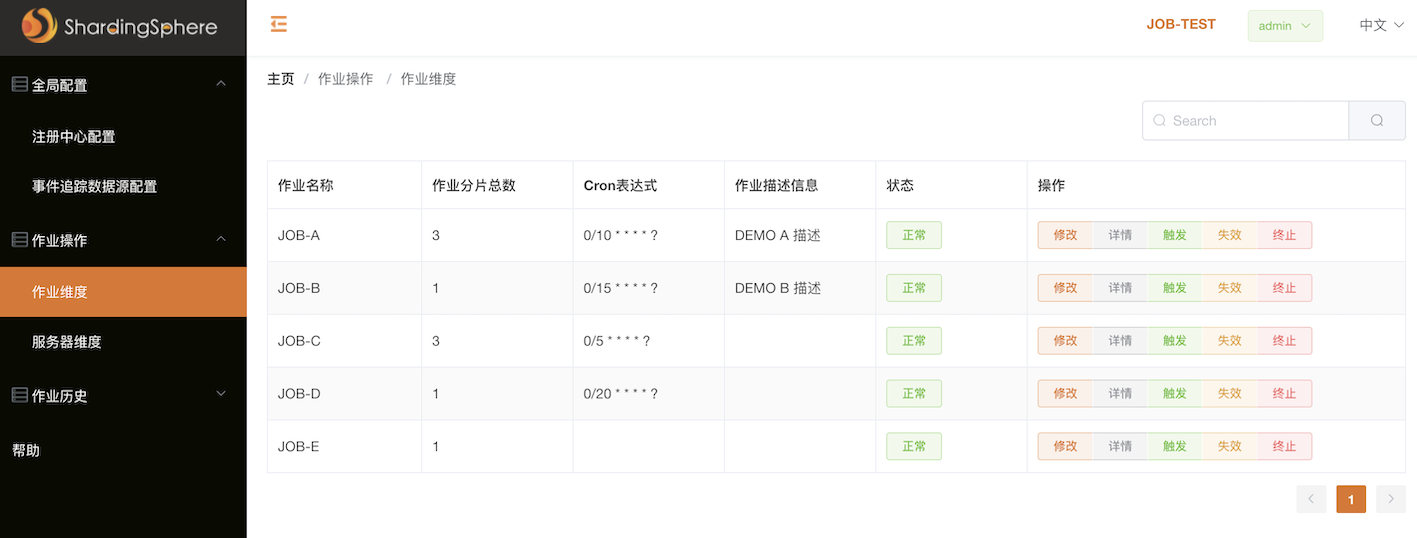 ShardingSphere
JOB-TEST admin 中文
全局配置
注册中心配置
事件追踪数据源配置
作业操作
作业维度
服务器维度
作业历史
帮助
主页 / 作业操作 / 作业维度
Search
作业名称 作业分片总数 Cron表达式 作业描述信息 状态 操作
JOB-A 3 0/10 * * * * ? DEMO A 描述 正常 修改 详情 触发 失效 终止
JOB-B 1 0/15 * * * * ? DEMO B 描述 正常 修改 详情 触发 失效 终止
JOB-C 3 0/5 * * * * ? 正常 修改 详情 触发 失效 终止
JOB-D 1 0/20 * * * * ? 正常 修改 详情 触发 失效 终止
JOB-E 1 正常 修改 详情 触发 失效 终止
1